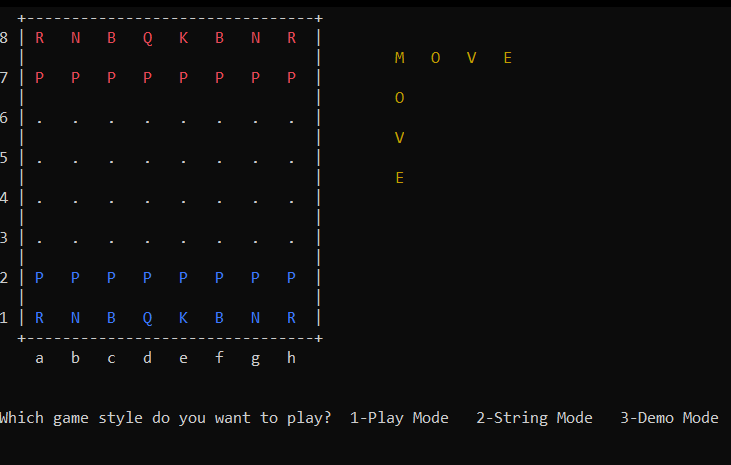 +--------------------------------+
8 | R N B Q K B N R |
| | M O V E
7 | P P P P P P P P |
| | O
6 | . . . . . . . . |
| | V
5 | . . . . . . . . |
| | E
4 | . . . . . . . . |
| |
3 | . . . . . . . . |
| |
2 | P P P P P P P P |
| |
1 | R N B Q K B N R |
+--------------------------------+
a b c d e f g h
Which game style do you want to play? 1-Play Mode 2-String Mode 3-Demo Mode